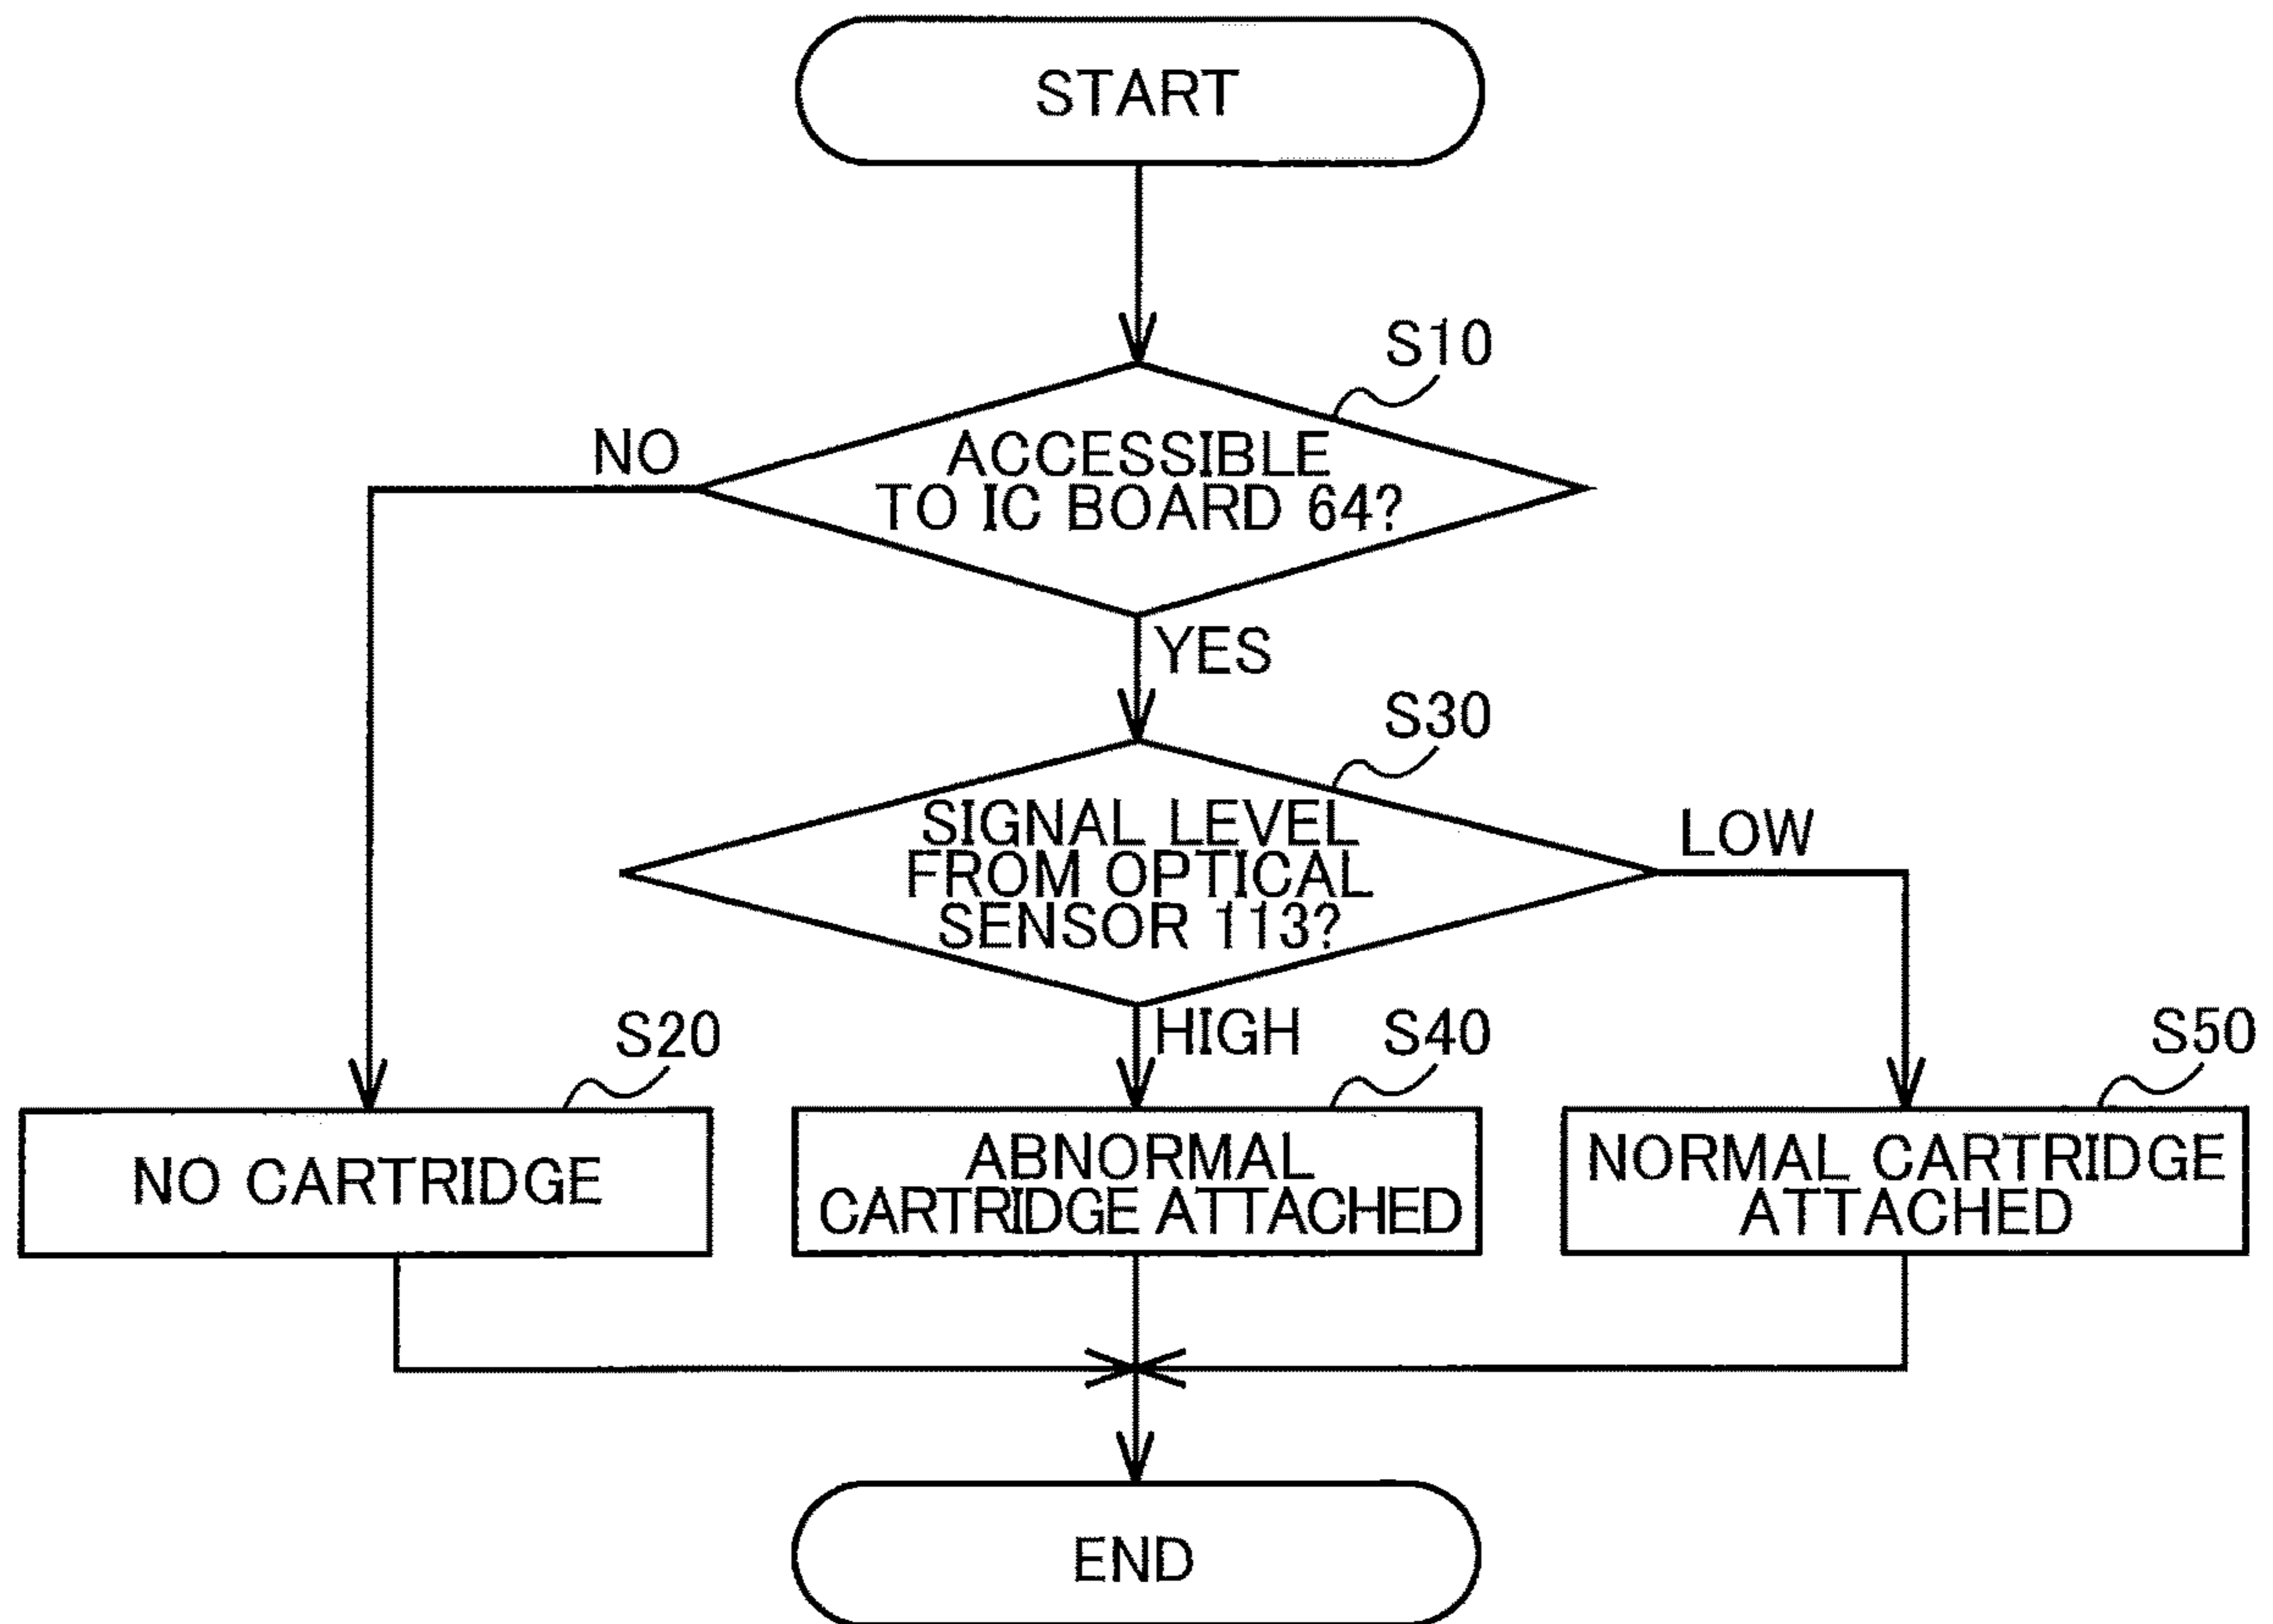 START
S10
NO
ACCESSIBLE
TO IC BOARD 64?
YES
S30
SIGNAL LEVEL
FROM OPTICAL
SENSOR 113?
LOW
HIGH
S20
NO CARTRIDGE
S40
ABNORMAL
CARTRIDGE ATTACHED
S50
NORMAL CARTRIDGE
ATTACHED
END